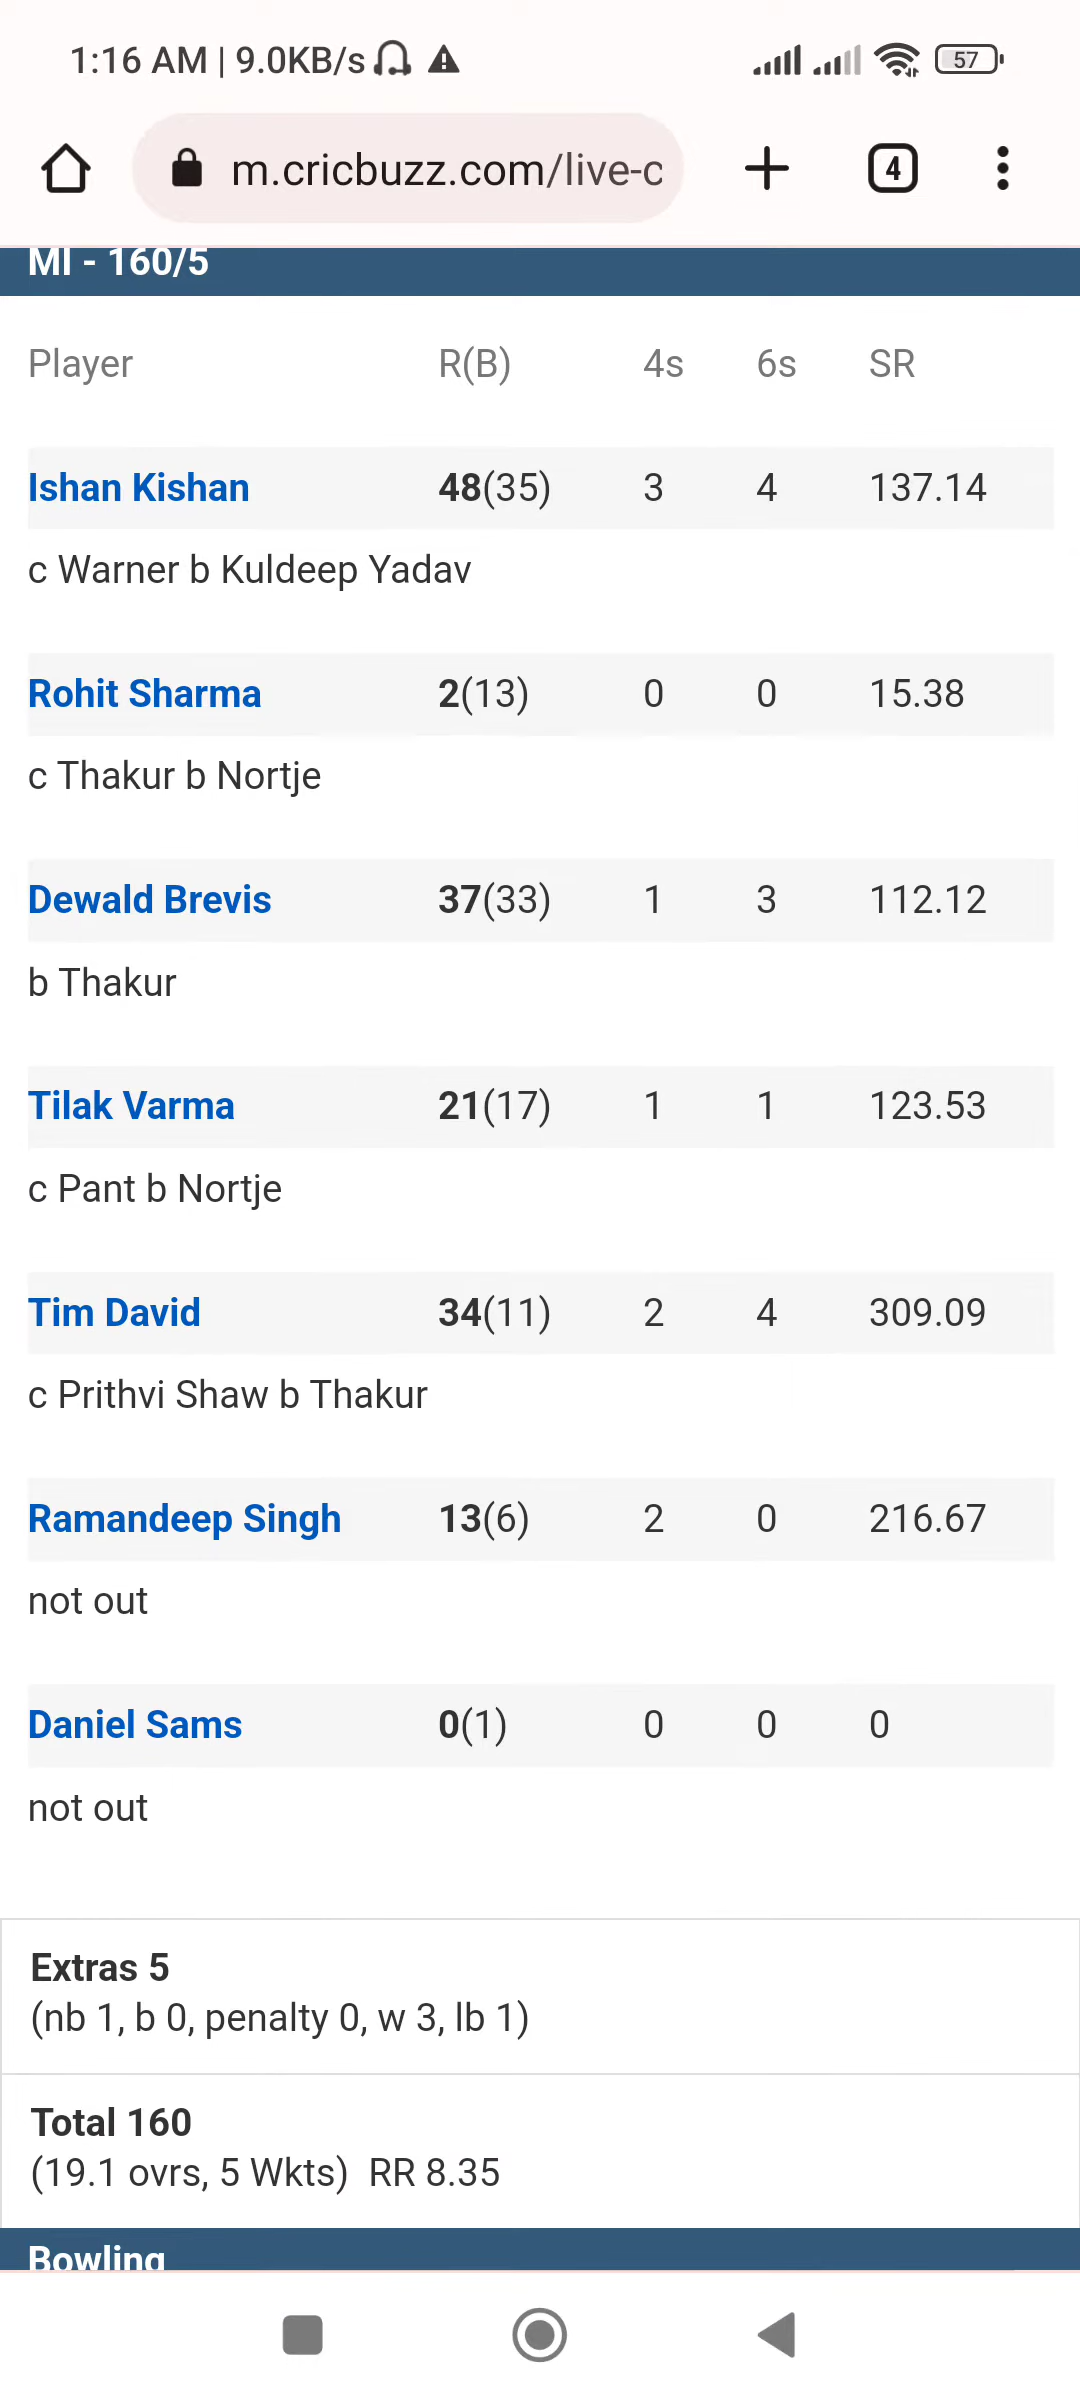 1:16 AM | 9.0KB/s 57
m.cricbuzz.com/live-c 4
MI - 160/5
Player R(B) 4s 6s SR
Ishan Kishan 48(35) 3 4 137.14
c Warner b Kuldeep Yadav
Rohit Sharma 2(13) 0 0 15.38
c Thakur b Nortje
Dewald Brevis 37(33) 1 3 112.12
b Thakur
Tilak Varma 21(17) 1 1 123.53
c Pant b Nortje
Tim David 34(11) 2 4 309.09
c Prithvi Shaw b Thakur
Ramandeep Singh 13(6) 2 0 216.67
not out
Daniel Sams 0(1) 0 0 0
not out
Extras 5
(nb 1, b 0, penalty 0, w 3, lb 1)
Total 160
(19.1 ovrs, 5 Wkts) RR 8.35
Bowling